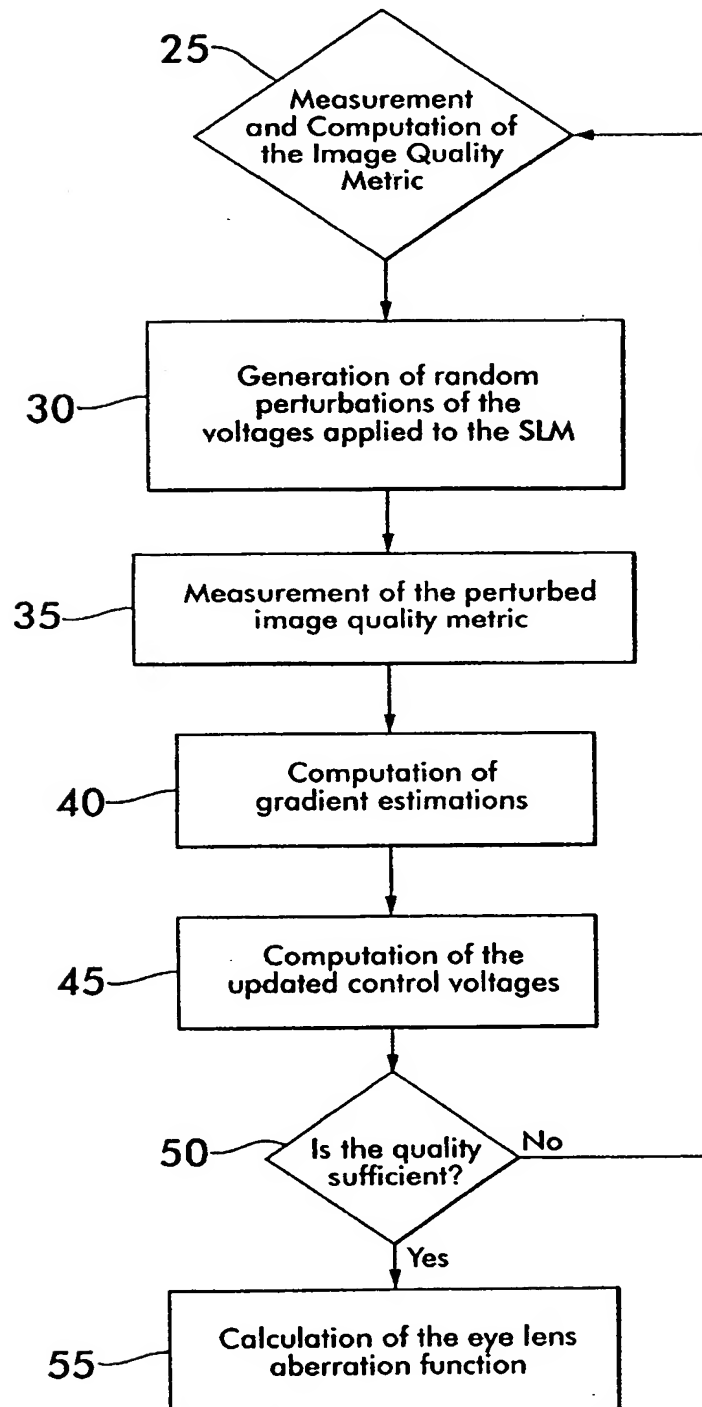 25
Measurement
and Computation of
the Image Quality
Metric
30
Generation of random
perturbations of the
voltages applied to the SLM
35
Measurement of the perturbed
image quality metric
40
Computation of
gradient estimations
45
Computation of the
updated control voltages
50
Is the quality
sufficient?
No
Yes
55
Calculation of the eye lens
aberration function